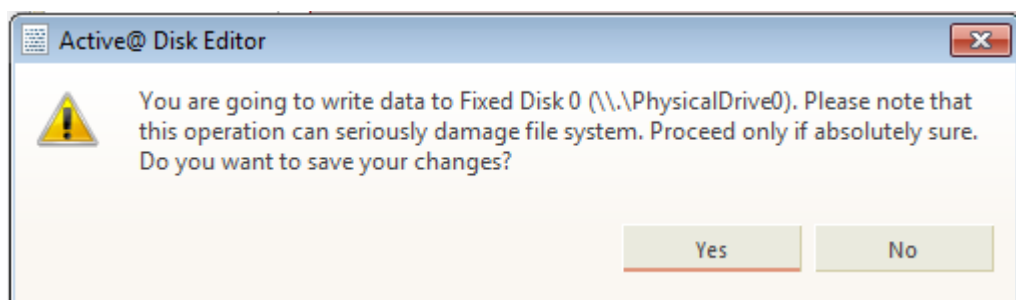 Active@ Disk Editor
You are going to write data to Fixed Disk 0 (\\.\PhysicalDrive0). Please note that
this operation can seriously damage file system. Proceed only if absolutely sure.
Do you want to save your changes?
Yes No